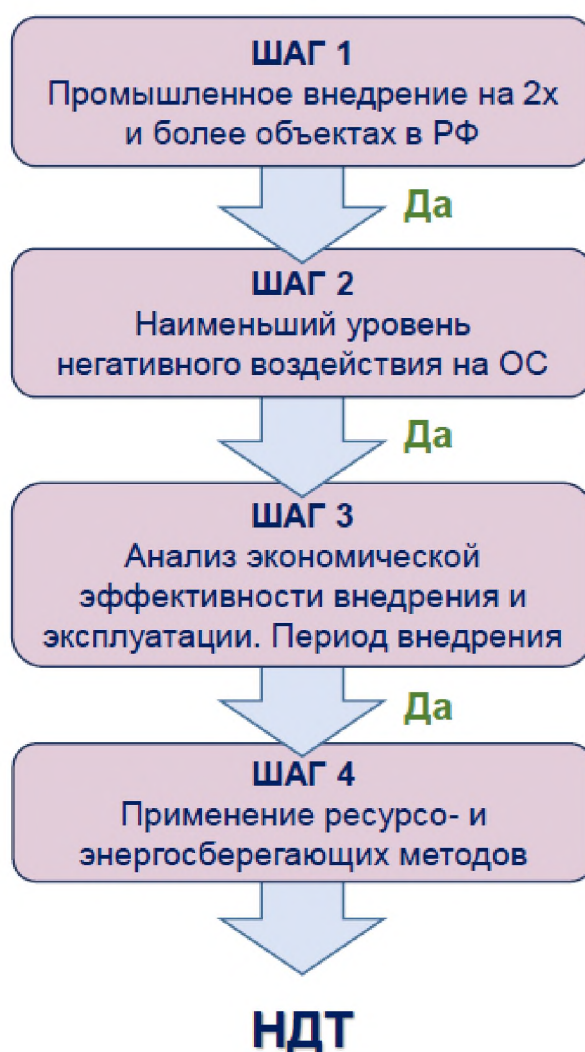 ШАГ 1
Промышленное внедрение на 2х
и более объектах в РФ
Да
ШАГ 2
Наименьший уровень
негативного воздействия на ОС
Да
ШАГ 3
Анализ экономической
эффективности внедрения и
эксплуатации. Период внедрения
Да
ШАГ 4
Применение ресурсо- и
энергосберегающих методов
НДТ